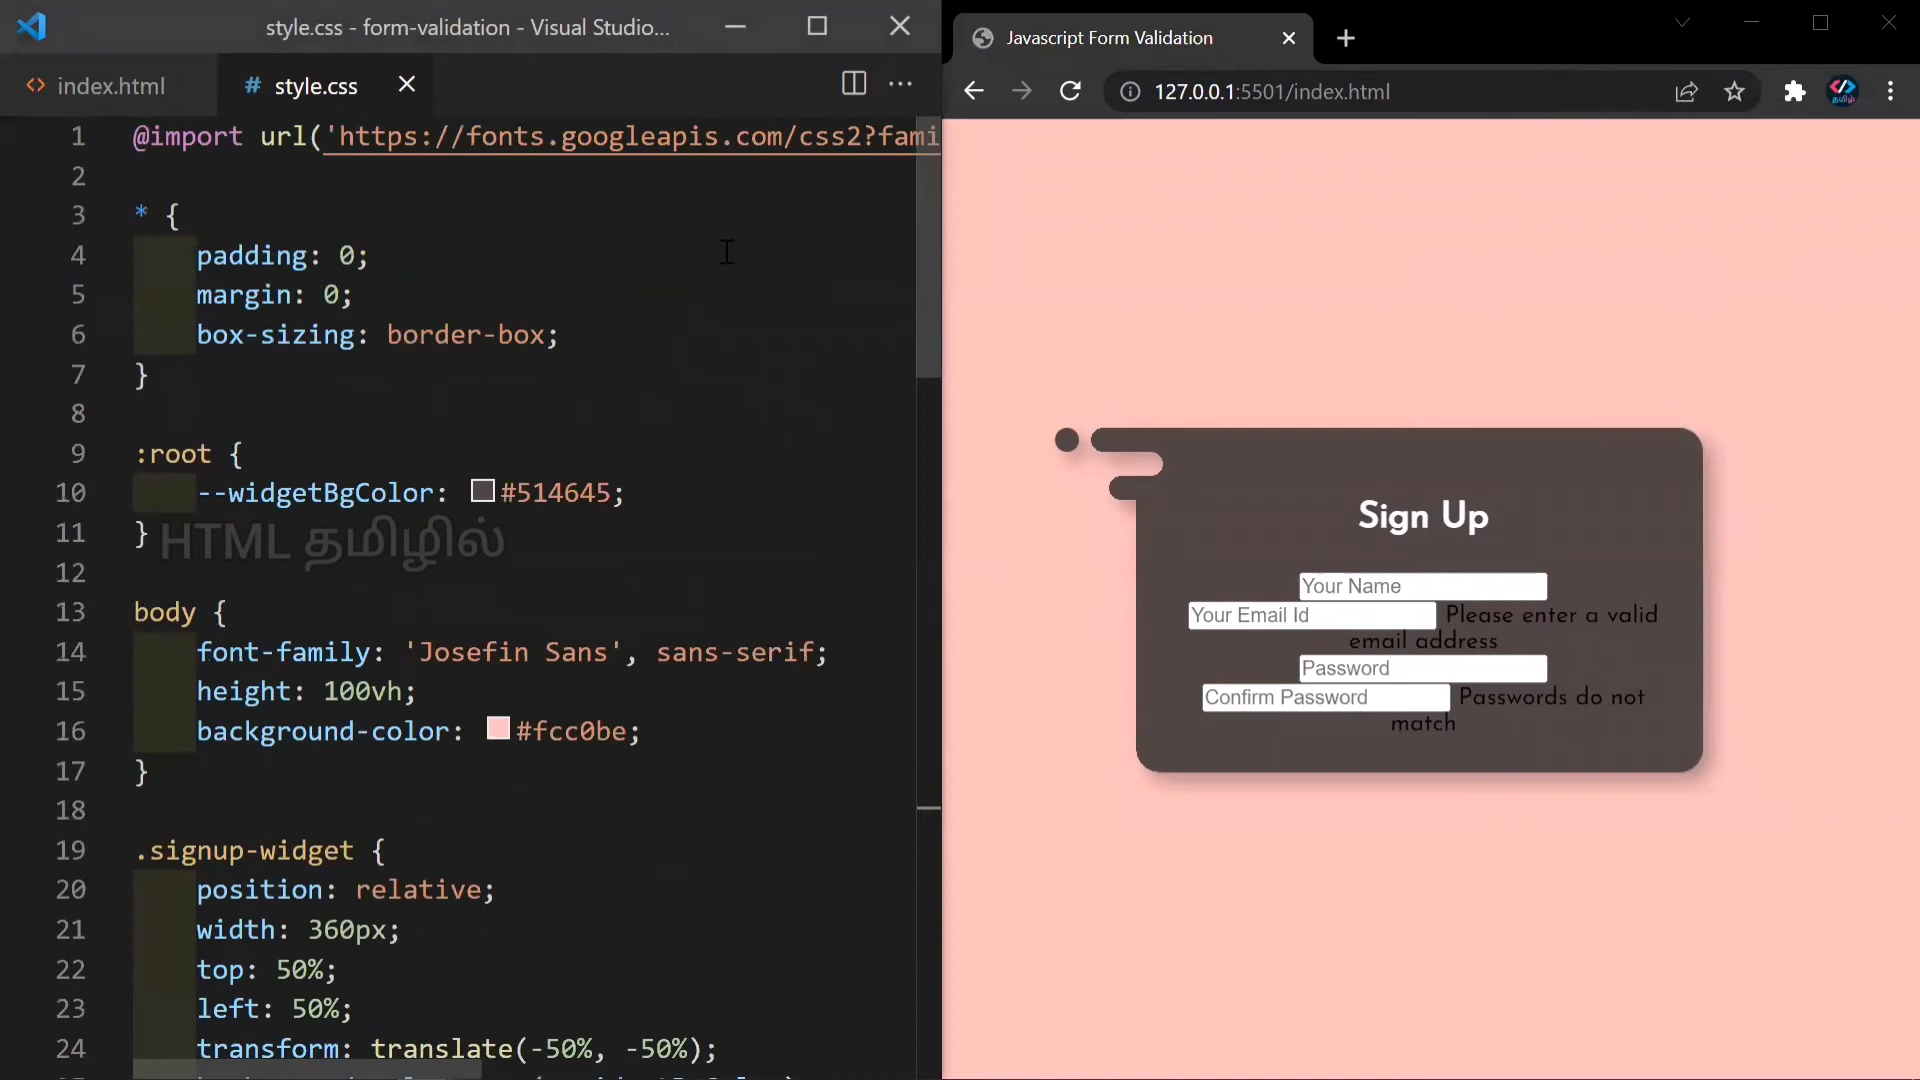 style.css - form-validation - Visual Studio...
index.html
# style.css
1 @import url('https://fonts.googleapis.com/css2?fami
2
3 * {
4 padding: 0;
5 margin: 0;
6 box-sizing: border-box;
7 }
8
9 :root {
10 --widgetBgColor: #514645;
11 }
HTML தமிழில்
12
13 body {
14 font-family: 'Josefin Sans', sans-serif;
15 height: 100vh;
16 background-color: #fcc0be;
17 }
18
19 .signup-widget {
20 position: relative;
21 width: 360px;
22 top: 50%;
23 left: 50%;
24 transform: translate(-50%, -50%);
Javascript Form Validation
127.0.0.1:5501/index.html
தமிழ்
Sign Up
Your Name
Your Email Id Please enter a valid
email address
Password
Confirm Password Passwords do not
match